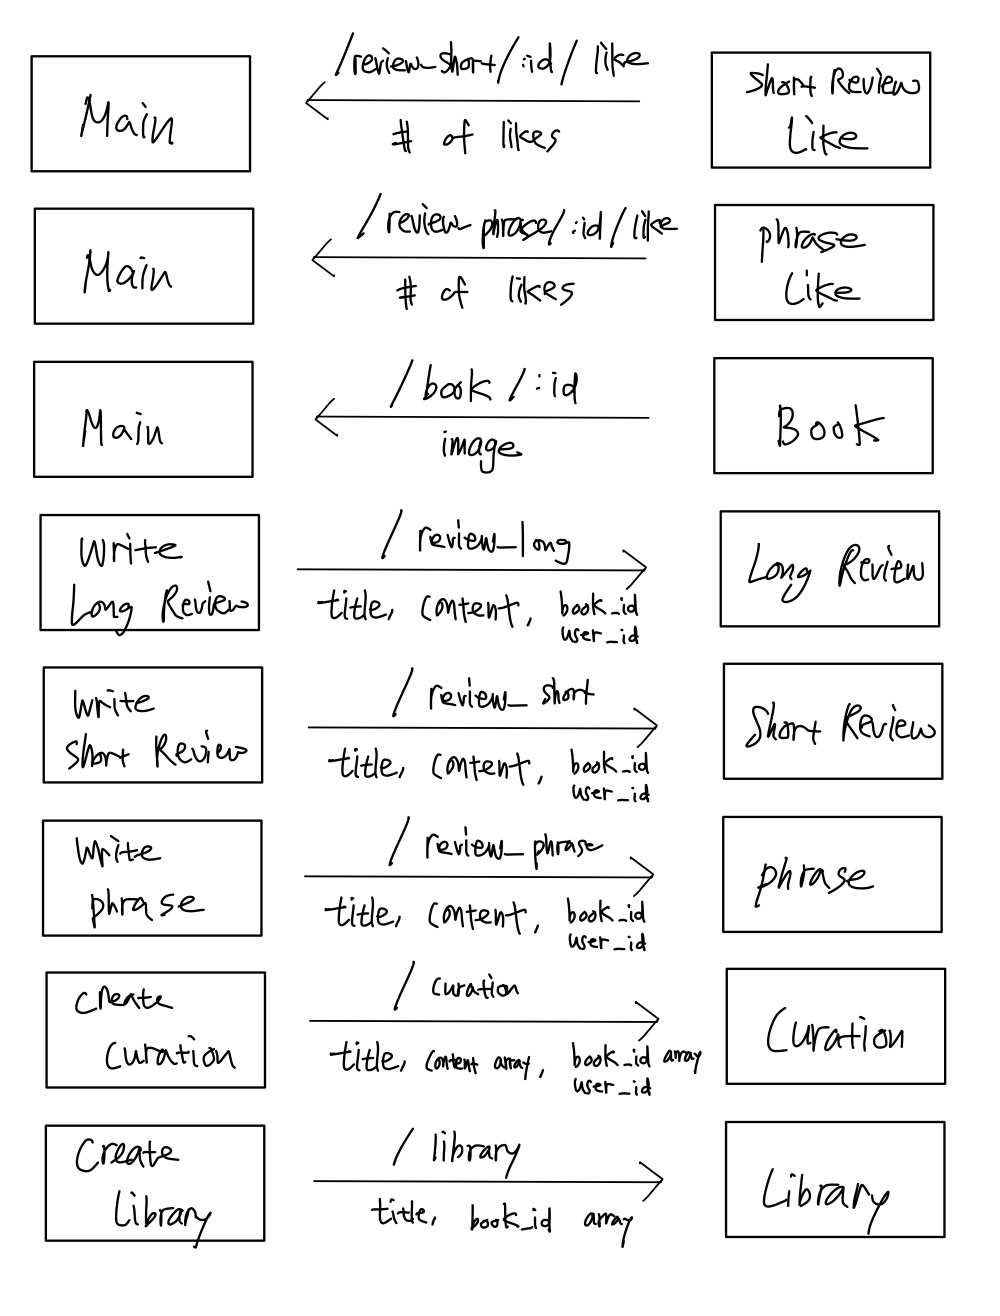 /review_short/:id/like
Main
Short Review
Like
# of likes
/review_phrase/:id/like
Main
phrase
Like
# of likes
/book/:id
Main
Book
image
/review_long
Write
Long Review
Long Review
title, content, book_id
user_id
/review_short
Write
Short Review
Short Review
title, content, book_id
user_id
/review_phrase
Write
phrase
phrase
title, content, book_id
user_id
/curation
Create
Curation
Curation
title, content array, book_id array
user_id
/library
Create
Library
Library
title, book_id array